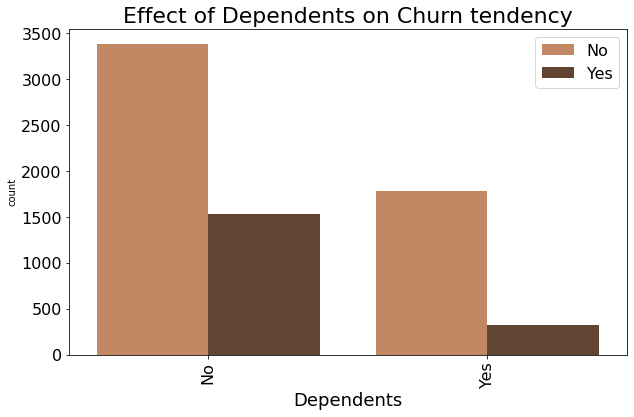 Effect of Dependents on Churn tendency
No
Yes
3500
3000
2500
2000
1500
1000
500
0
count
No
Yes
Dependents